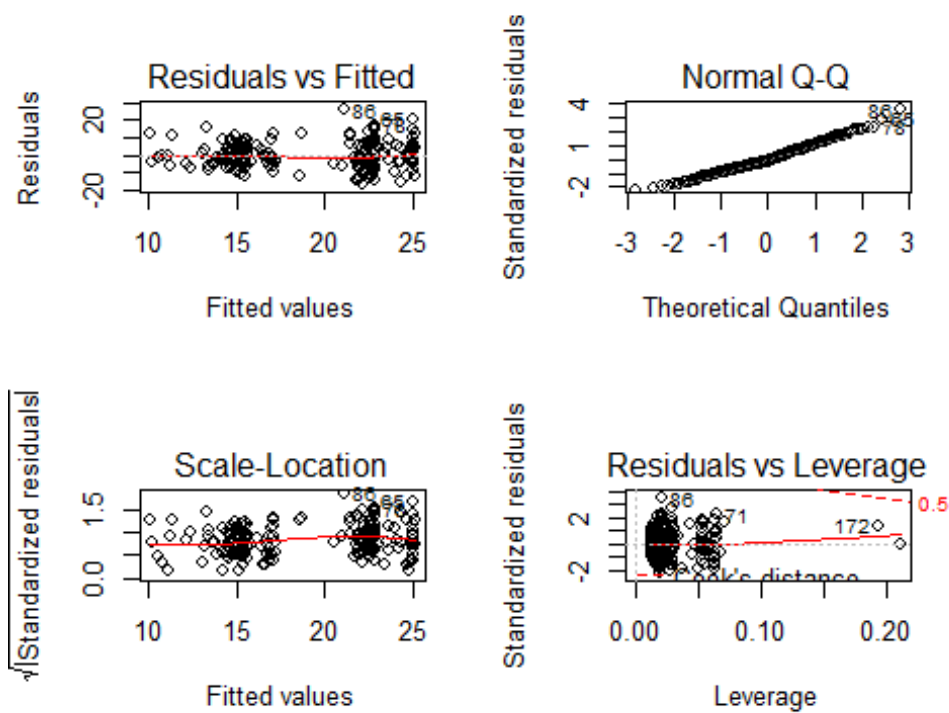 Residuals vs Fitted
Residuals
20
-20
86
65
78
10 15 20 25
Fitted values
Normal Q-Q
Standardized residuals
4
1
-2
86
65
78
-3 -2 -1 0 1 2 3
Theoretical Quantiles
Scale-Location
√|Standardized residuals|
1.5
0.0
86
65
78
10 15 20 25
Fitted values
Residuals vs Leverage
Standardized residuals
2
-2
86
71
172
0.5
Cook's distance
0.00 0.10 0.20
Leverage